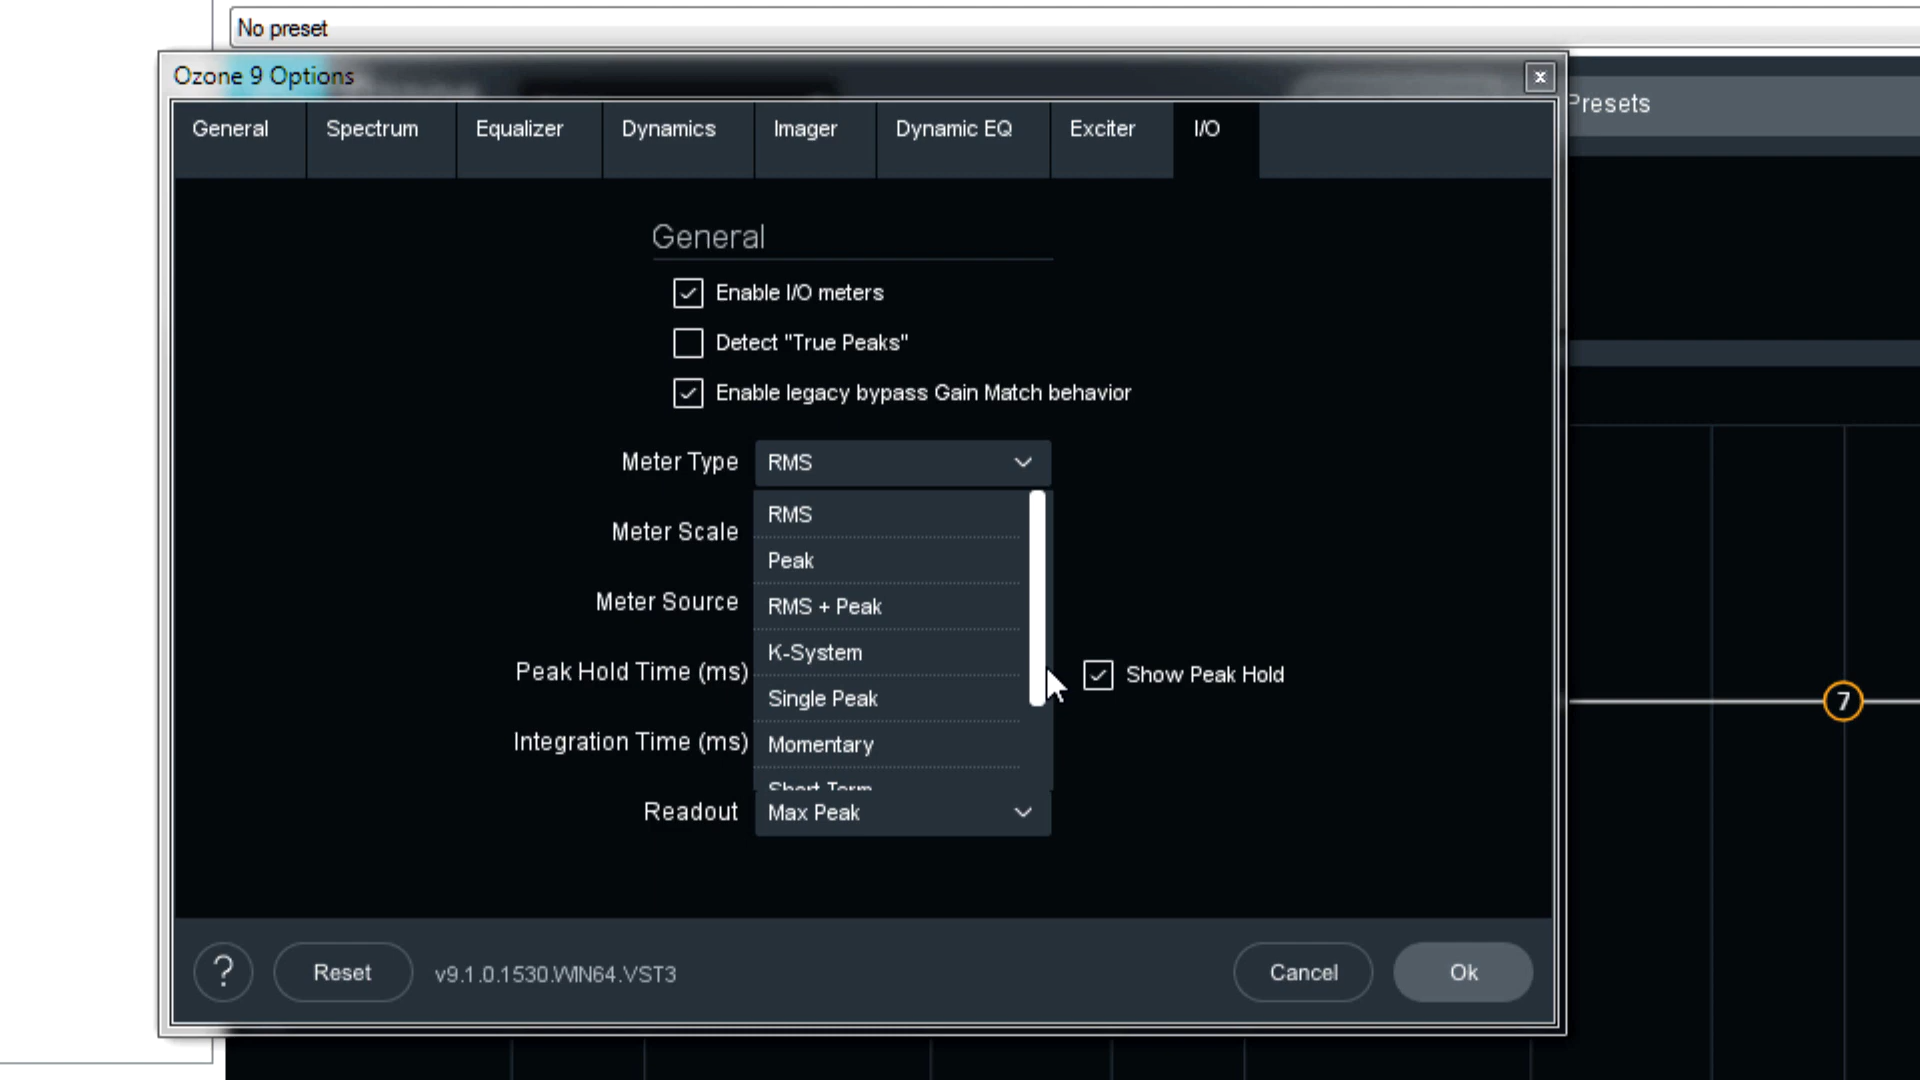 No preset
Ozone 9 Options
x
Presets
General
Spectrum
Equalizer
Dynamics
Imager
Dynamic EQ
Exciter
I/O
General
Enable I/O meters
Detect "True Peaks"
Enable legacy bypass Gain Match behavior
Meter Type
RMS
RMS
Meter Scale
Peak
Meter Source
RMS + Peak
K-System
Peak Hold Time (ms)
Show Peak Hold
Single Peak
7
Integration Time (ms)
Momentary
Short Term
Readout
Max Peak
?
Reset
v9.1.0.1530.WIN64.VST3
Cancel
Ok